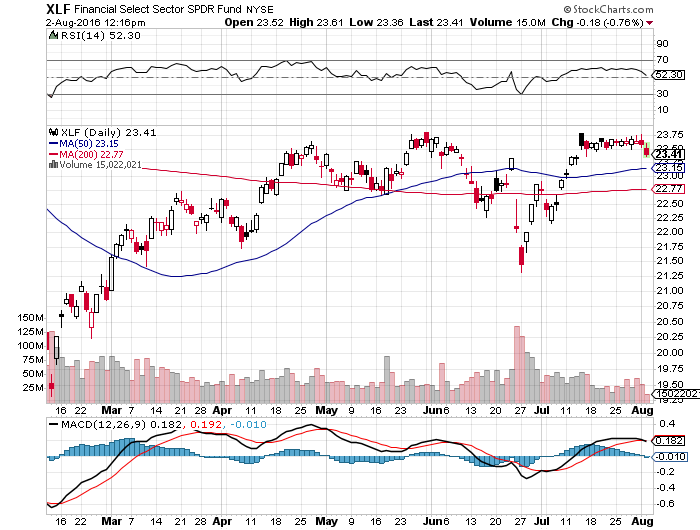 XLF Financial Select Sector SPDR Fund NYSE © StockCharts.com
2-Aug-2016 12:16pm Open 23.52 High 23.61 Low 23.36 Last 23.41 Volume 15.0M Chg -0.18 (-0.76%)
RSI(14) 52.30
90
70
52.30
30
10
XLF (Daily) 23.41
MA(50) 23.15
MA(200) 22.77
Volume 15,022,021
23.75
23.41
23.15
23.00
22.77
22.50
22.25
22.00
21.75
21.50
21.25
21.00
20.75
20.50
20.25
20.00
19.75
19.50
15022021
19.25
150M
125M
100M
75M
50M
25M
16 22 Mar 7 14 21 28 Apr 11 18 25 May 9 16 23 Jun 6 13 20 27 Jul 11 18 25 Aug
MACD(12,26,9) 0.182, 0.192, -0.010
0.4
0.182
-0.010
-0.2
-0.4
-0.6
16 22 Mar 7 14 21 28 Apr 11 18 25 May 9 16 23 Jun 6 13 20 27 Jul 11 18 25 Aug